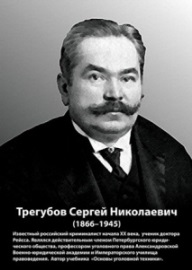 Трегубов Сергей Николаевич
(1866–1945)
Известный российский криминалист начала XX века, ученик доктора
Рейсса. Являлся действительным членом Петербургского юриди-
ческого общества, профессором уголовного права Александровской
Военно-юридической академии и Императорского училища
правоведения. Автор учебника «Основы уголовной техники».